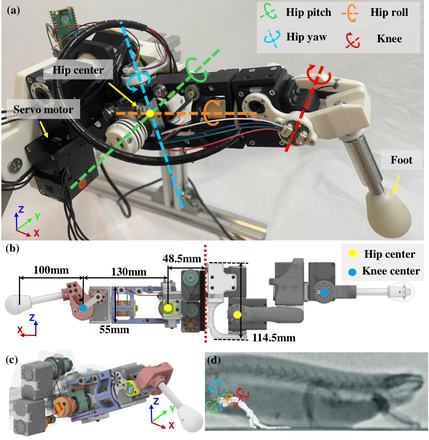 (a)
Hip pitch
Hip roll
Hip yaw
Knee
Hip center
Servo motor
Foot
Z
Y
X
(b)
100mm
130mm
48.5mm
Hip center
Knee center
55mm
114.5mm
Z
X
(c)
Z
Y
X
(d)